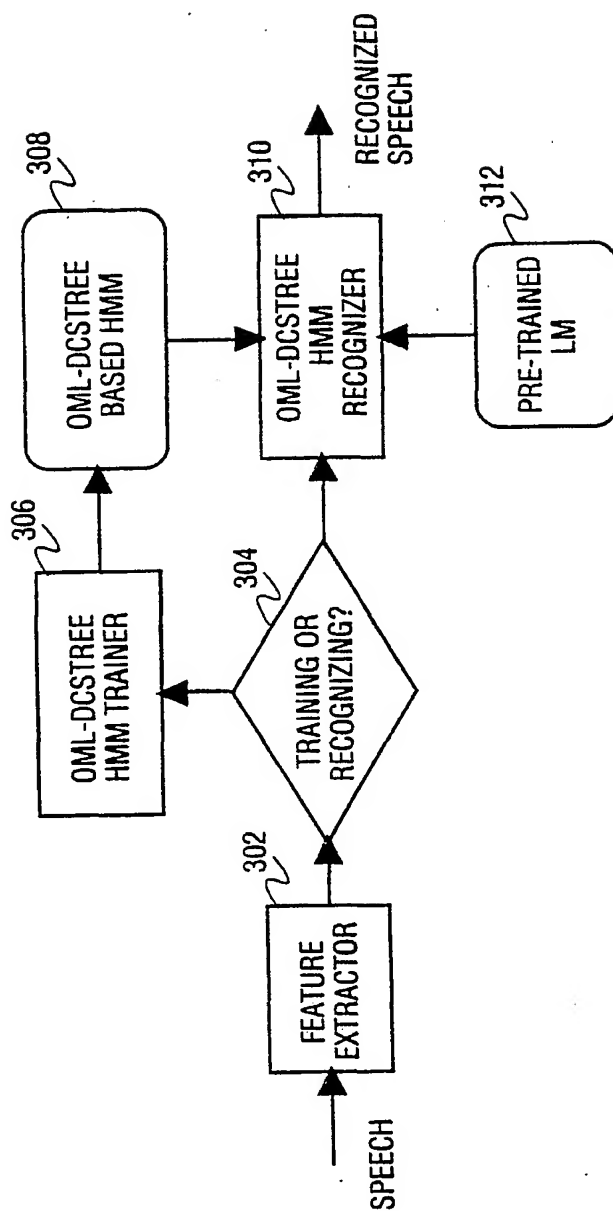 SPEECH
FEATURE
EXTRACTOR
302
TRAINING OR
RECOGNIZING?
304
OML-DCSTREE
HMM TRAINER
306
OML-DCSTREE
BASED HMM
308
OML-DCSTREE
HMM
RECOGNIZER
310
RECOGNIZED
SPEECH
PRE-TRAINED
LM
312